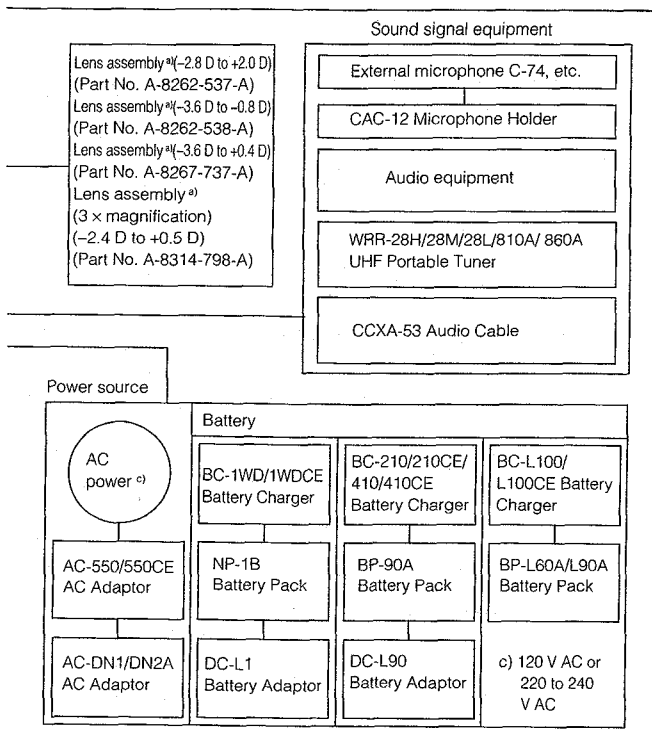 Sound signal equipment
Lens assembly a)(–2.8 D to +2.0 D)
(Part No. A-8262-537-A)
Lens assembly a)(–3.6 D to –0.8 D)
(Part No. A-8262-538-A)
Lens assembly a)(–3.6 D to +0.4 D)
(Part No. A-8267-737-A)
Lens assembly a)
(3 × magnification)
(–2.4 D to +0.5 D)
(Part No. A-8314-798-A)
External microphone C-74, etc.
CAC-12 Microphone Holder
Audio equipment
WRR-28H/28M/28L/810A/ 860A
UHF Portable Tuner
CCXA-53 Audio Cable
Power source
AC
power c)
AC-550/550CE
AC Adaptor
AC-DN1/DN2A
AC Adaptor
Battery
BC-1WD/1WDCE
Battery Charger
NP-1B
Battery Pack
DC-L1
Battery Adaptor
BC-210/210CE/
410/410CE
Battery Charger
BP-90A
Battery Pack
DC-L90
Battery Adaptor
BC-L100/
L100CE Battery
Charger
BP-L60A/L90A
Battery Pack
c) 120 V AC or
220 to 240
V AC